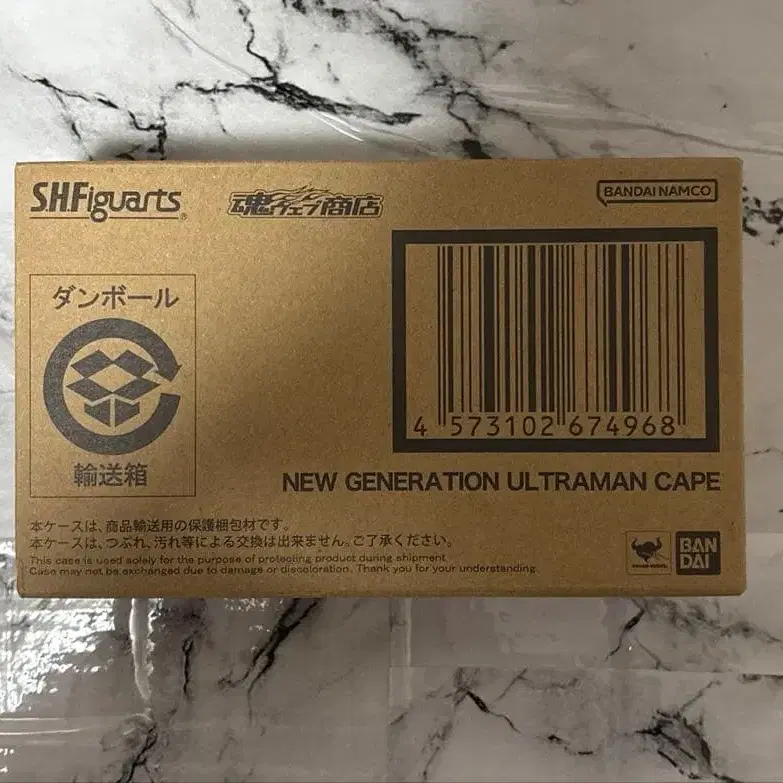 S.H.Figuarts®
魂ウェブ商店
BANDAI NAMCO
ダンボール
輸送箱
4 573102 674968
NEW GENERATION ULTRAMAN CAPE
本ケースは、商品輸送用の保護梱包材です。
本ケースは、つぶれ、汚れ等による交換は出来ません。ご了承ください。
This case is used solely for the purpose of protecting product during shipment.
Case may not be exchanged due to damage or discoloration. Thank you for your understanding.
BAN
DAI